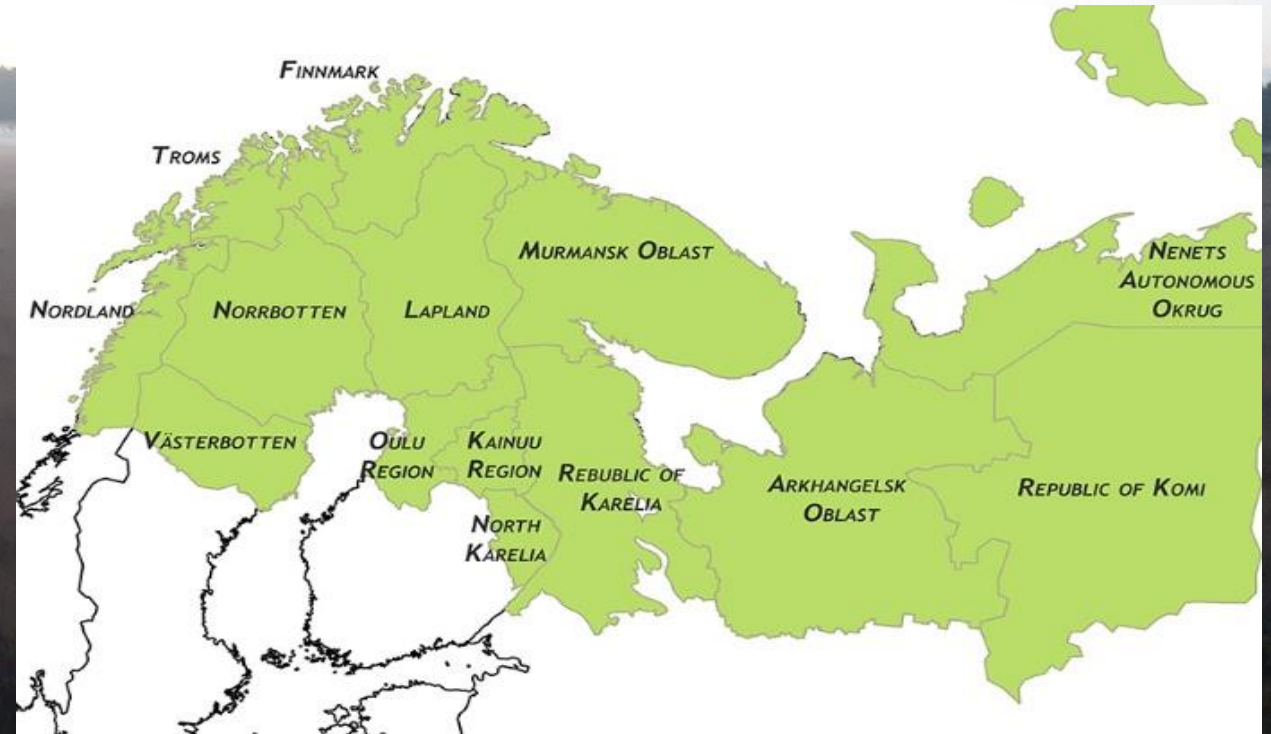 FINNMARK
TROMS
MURMANSK OBLAST
NENETS
AUTONOMOUS
OKRUG
NORDLAND
NORRBOTTEN
LAPLAND
VÄSTERBOTTEN
OULU
REGION
KAINUU
REGION
REBUBLIC OF
KARELIA
ARKHANGELSK
OBLAST
REPUBLIC OF KOMI
NORTH
KARELIA